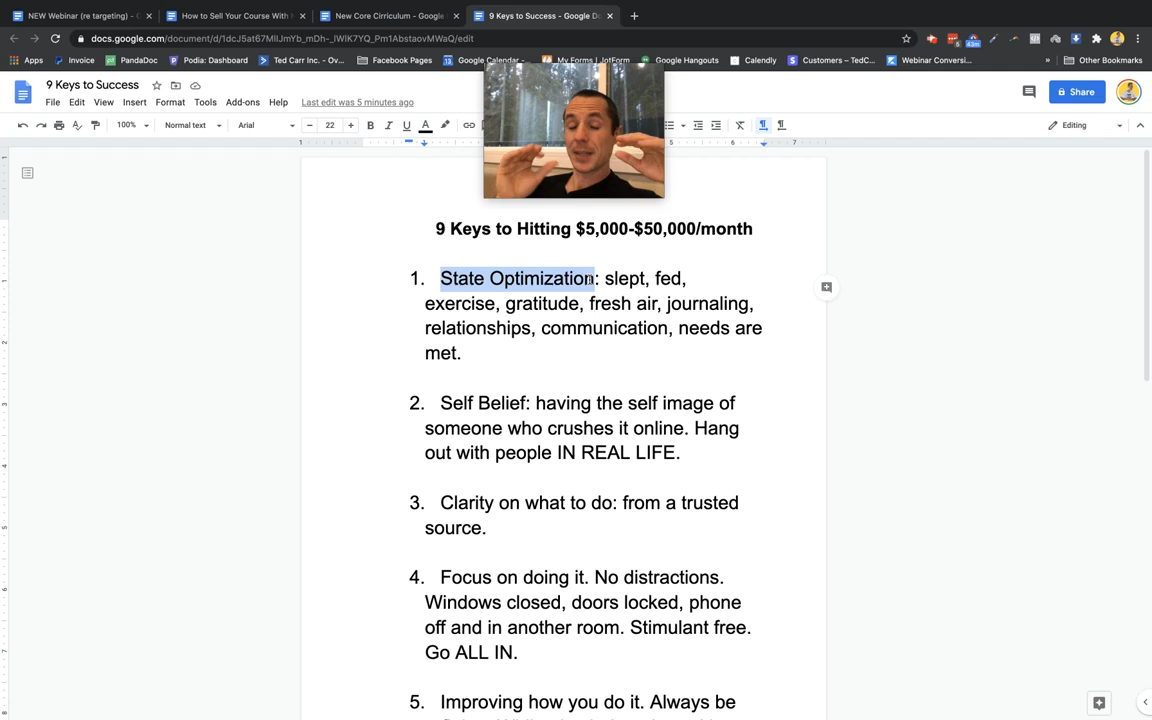 NEW Webinar (re targeting) - G
How to Sell Your Course With
New Core Cirriculum - Google
9 Keys to Success - Google Do
docs.google.com/document/d/1dcJ5at67MlIJmYb_mDh-_lWIK7YQ_Pm1AbstaovMWaQ/edit
Apps
Invoice
PandaDoc
Podia: Dashboard
Ted Carr Inc. - Ov...
Facebook Pages
Google Calendar -
My Forms | JotForm
Google Hangouts
Calendly
Customers – TedC...
Webinar Conversi...
Other Bookmarks
9 Keys to Success
File Edit View Insert Format Tools Add-ons Help Last edit was 5 minutes ago
Share
100% Normal text Arial 22
Editing
9 Keys to Hitting $5,000-$50,000/month
1. State Optimization: slept, fed,
exercise, gratitude, fresh air, journaling,
relationships, communication, needs are
met.
2. Self Belief: having the self image of
someone who crushes it online. Hang
out with people IN REAL LIFE.
3. Clarity on what to do: from a trusted
source.
4. Focus on doing it. No distractions.
Windows closed, doors locked, phone
off and in another room. Stimulant free.
Go ALL IN.
5. Improving how you do it. Always be